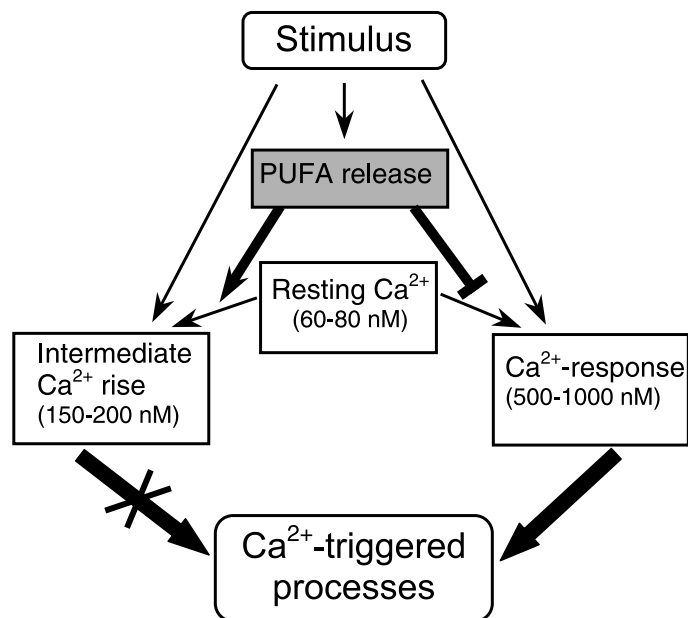 Stimulus
PUFA release
Resting Ca²⁺
(60-80 nM)
Intermediate
Ca²⁺ rise
(150-200 nM)
Ca²⁺-response
(500-1000 nM)
Ca²⁺-triggered
processes